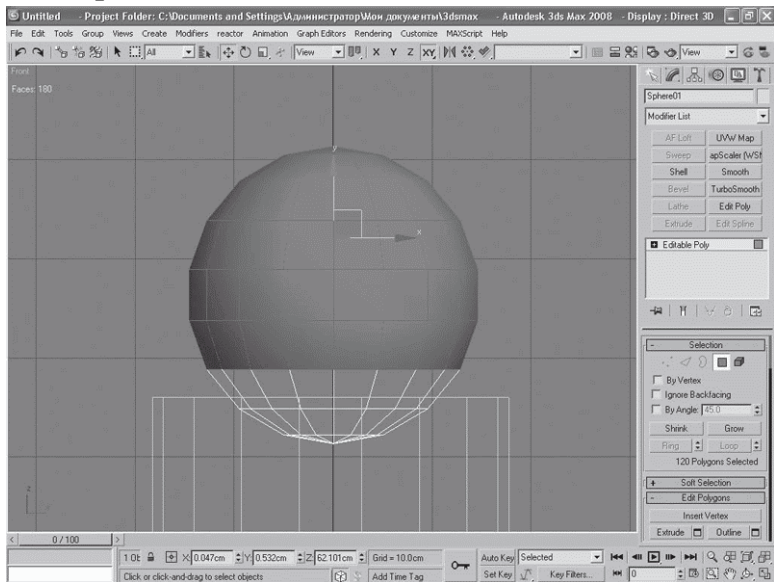 Untitled - Project Folder: C:\Documents and Settings\Администратор\Мои документы\3dsmax - Autodesk 3ds Max 2008 - Display : Direct 3D
File Edit Tools Group Views Create Modifiers reactor Animation Graph Editors Rendering Customize MAXScript Help
All View X Y Z XY View
Front
Faces: 180
Sphere01
Modifier List
AF-Loft UVW Map
Sweep apScaler (WSM
Shell Smooth
Bevel TurboSmooth
Lathe Edit Poly
Extrude Edit Spline
Editable Poly
y
x
z
x
- Selection
By Vertex
Ignore Backfacing
By Angle: 45.0
Shrink Grow
Ring Loop
120 Polygons Selected
+ Soft Selection
- Edit Polygons
Insert Vertex
Extrude Outline
0 / 100
1 Ot X: 0.047cm Y: 0.532cm Z: 62.101cm Grid = 10.0cm Auto Key Selected
Click or click-and-drag to select objects Add Time Tag Set Key Key Filters... 0